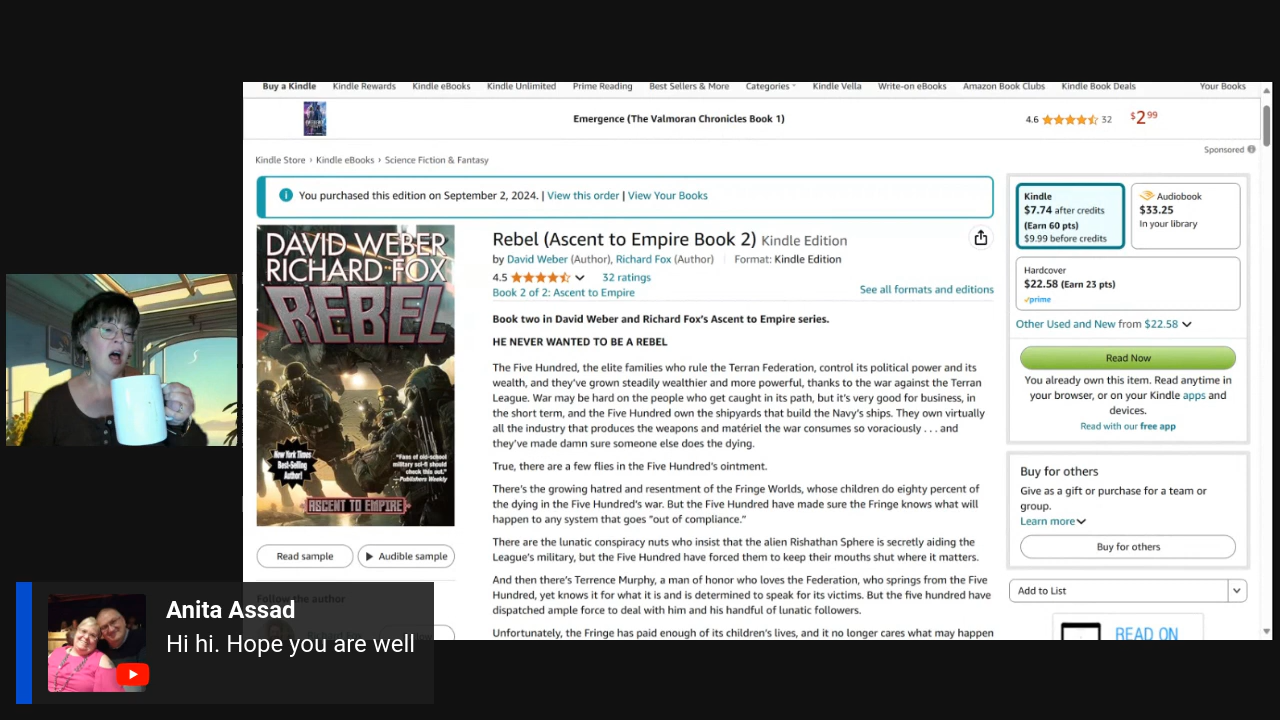 Buy a Kindle Kindle Rewards Kindle eBooks Kindle Unlimited Prime Reading Best Sellers & More Categories Kindle Vella Write-on eBooks Amazon Book Clubs Kindle Book Deals Your Books
Emergence (The Valmoran Chronicles Book 1) 4.6 32 $2 99
Sponsored
Kindle Store › Kindle eBooks › Science Fiction & Fantasy
You purchased this edition on September 2, 2024. | View this order | View Your Books
DAVID WEBER
RICHARD FOX
REBEL
New York Times
Best-Selling
Author!
"Fans of old-school
military sci-fi should
check this out."
—Publishers Weekly
ASCENT TO EMPIRE
Read sample
Audible sample
Follow the author
Rebel (Ascent to Empire Book 2) Kindle Edition
by David Weber (Author), Richard Fox (Author) Format: Kindle Edition
4.5 32 ratings
Book 2 of 2: Ascent to Empire
See all formats and editions
Book two in David Weber and Richard Fox's Ascent to Empire series.
HE NEVER WANTED TO BE A REBEL
The Five Hundred, the elite families who rule the Terran Federation, control its political power and its
wealth, and they've grown steadily wealthier and more powerful, thanks to the war against the Terran
League. War may be hard on the people who get caught in its path, but it's very good for business, in
the short term, and the Five Hundred own the shipyards that build the Navy's ships. They own virtually
all the industry that produces the weapons and matériel the war consumes so voraciously . . . and
they've made damn sure someone else does the dying.
True, there are a few flies in the Five Hundred's ointment.
There's the growing hatred and resentment of the Fringe Worlds, whose children do eighty percent of
the dying in the Five Hundred's war. But the Five Hundred have made sure the Fringe knows what will
happen to any system that goes "out of compliance."
There are the lunatic conspiracy nuts who insist that the alien Rishathan Sphere is secretly aiding the
League's military, but the Five Hundred have forced them to keep their mouths shut where it matters.
And then there's Terrence Murphy, a man of honor who loves the Federation, who springs from the Five
Hundred, yet knows it for what it is and is determined to speak for its victims. But the five hundred have
dispatched ample force to deal with him and his handful of lunatic followers.
Unfortunately, the Fringe has paid enough of its children's lives, and it no longer cares what may happen
Kindle
$7.74 after credits
(Earn 60 pts)
$9.99 before credits
Audiobook
$33.25
In your library
Hardcover
$22.58 (Earn 23 pts)
prime
Other Used and New from $22.58
Read Now
You already own this item. Read anytime in
your browser, or on your Kindle apps and
devices.
Read with our free app
Buy for others
Give as a gift or purchase for a team or
group.
Learn more
Buy for others
Add to List
READ ON
Anita Assad
Hi hi. Hope you are well